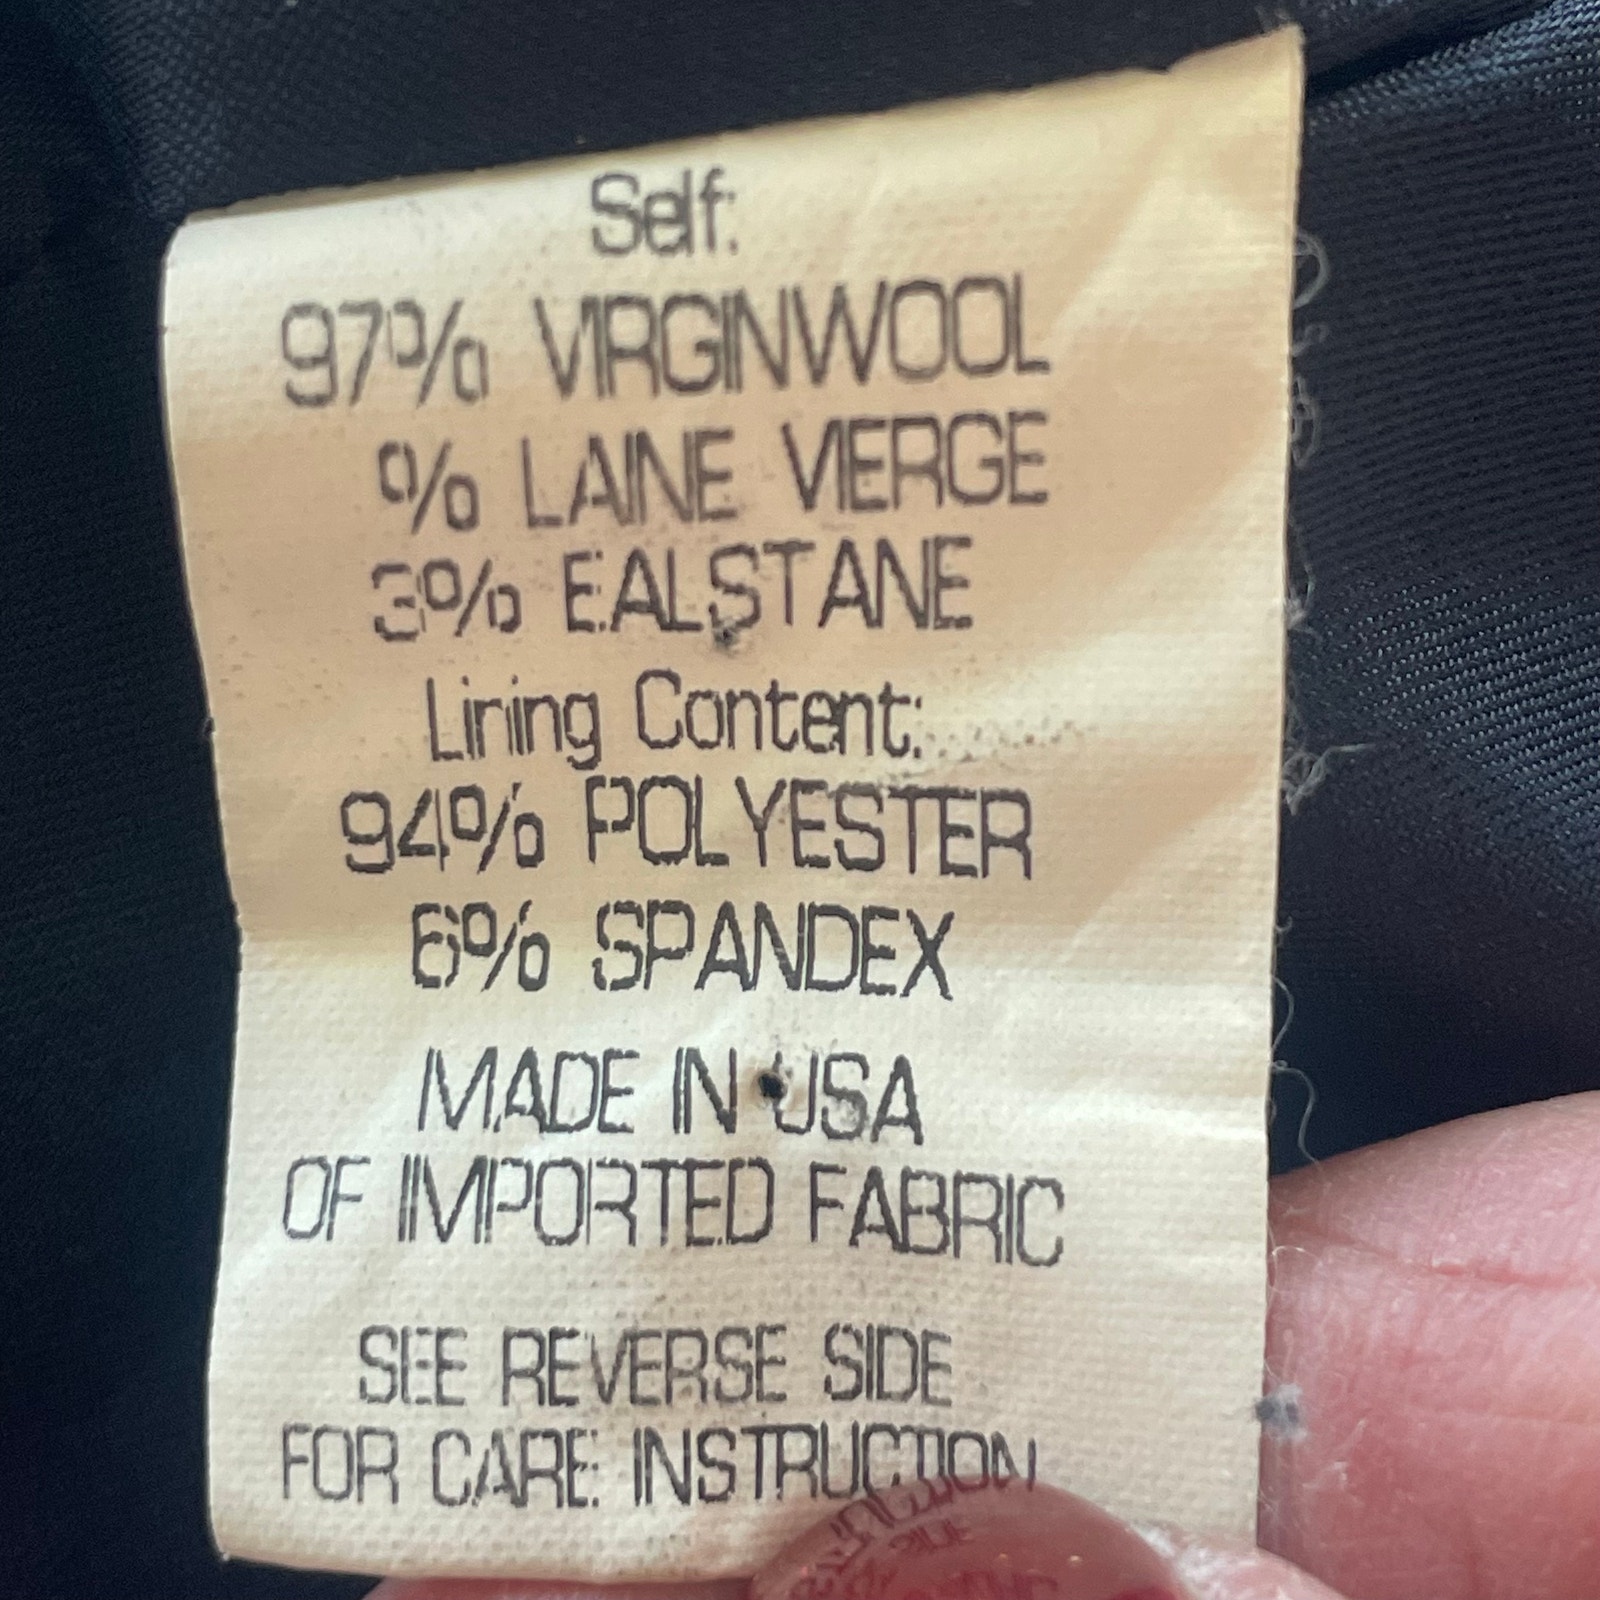 Self:
97% VIRGINWOOL
% LAINE VIERGE
3% EALSTANE
Lining Content:
94% POLYESTER
6% SPANDEX
MADE IN USA
OF IMPORTED FABRIC
SEE REVERSE SIDE
FOR CARE INSTRUCTION